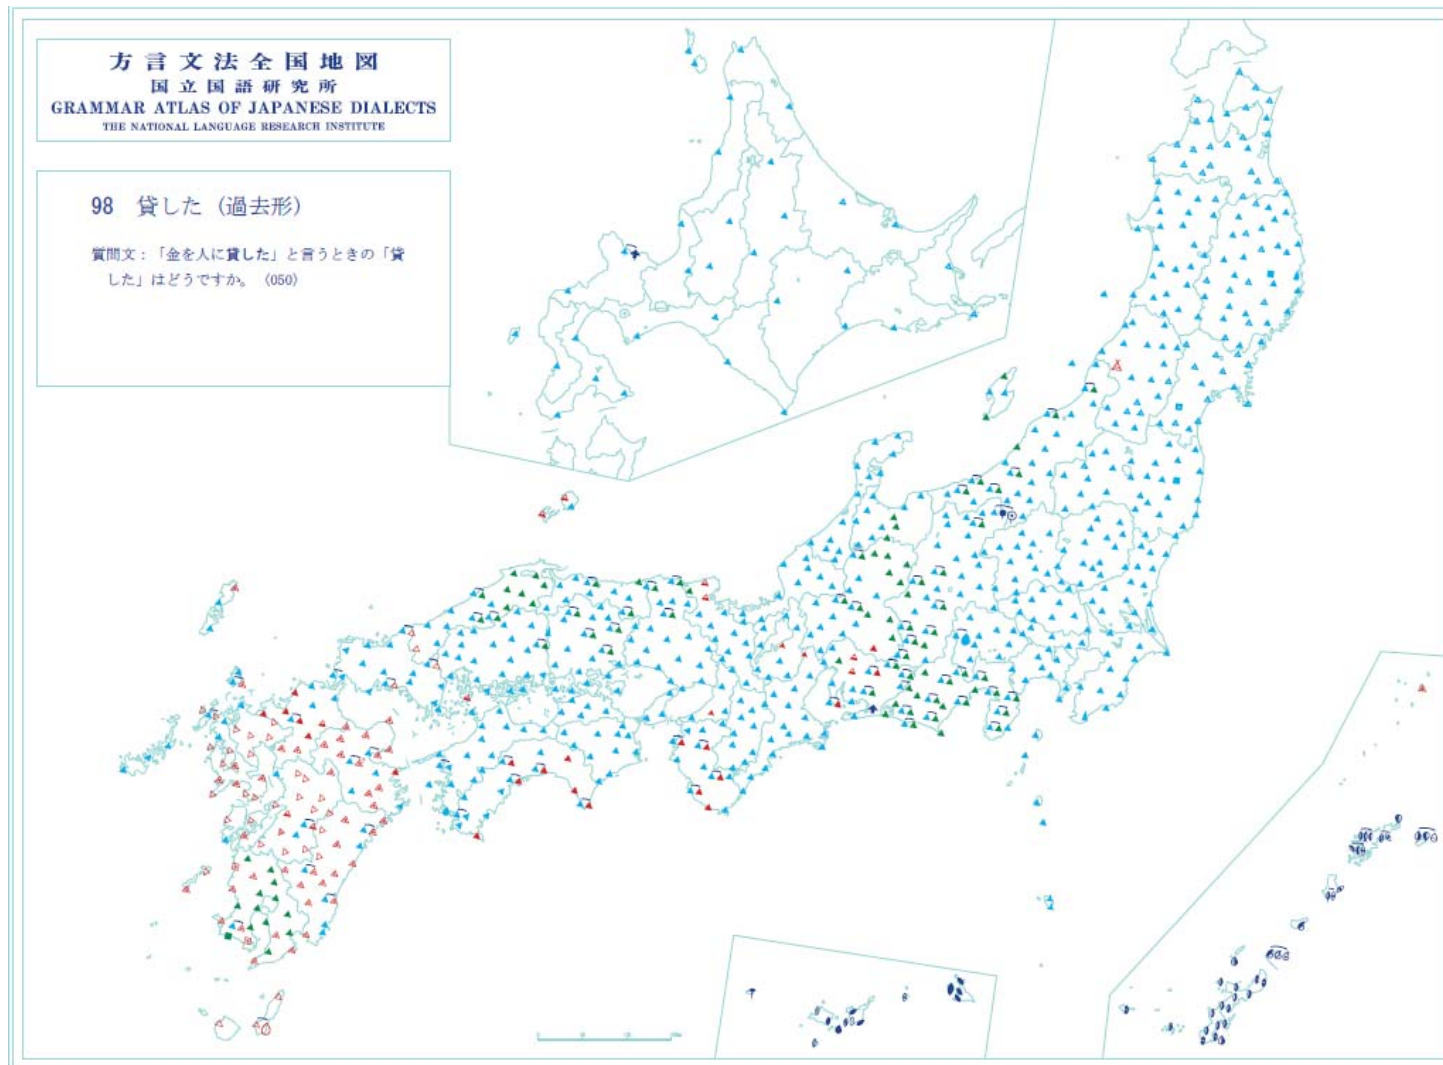 方言文法全国地図
国立国語研究所
GRAMMAR ATLAS OF JAPANESE DIALECTS
THE NATIONAL LANGUAGE RESEARCH INSTITUTE
98 貸した（過去形）
質問文：「金を人に貸した」と言うときの「貸
した」はどうですか。（050）